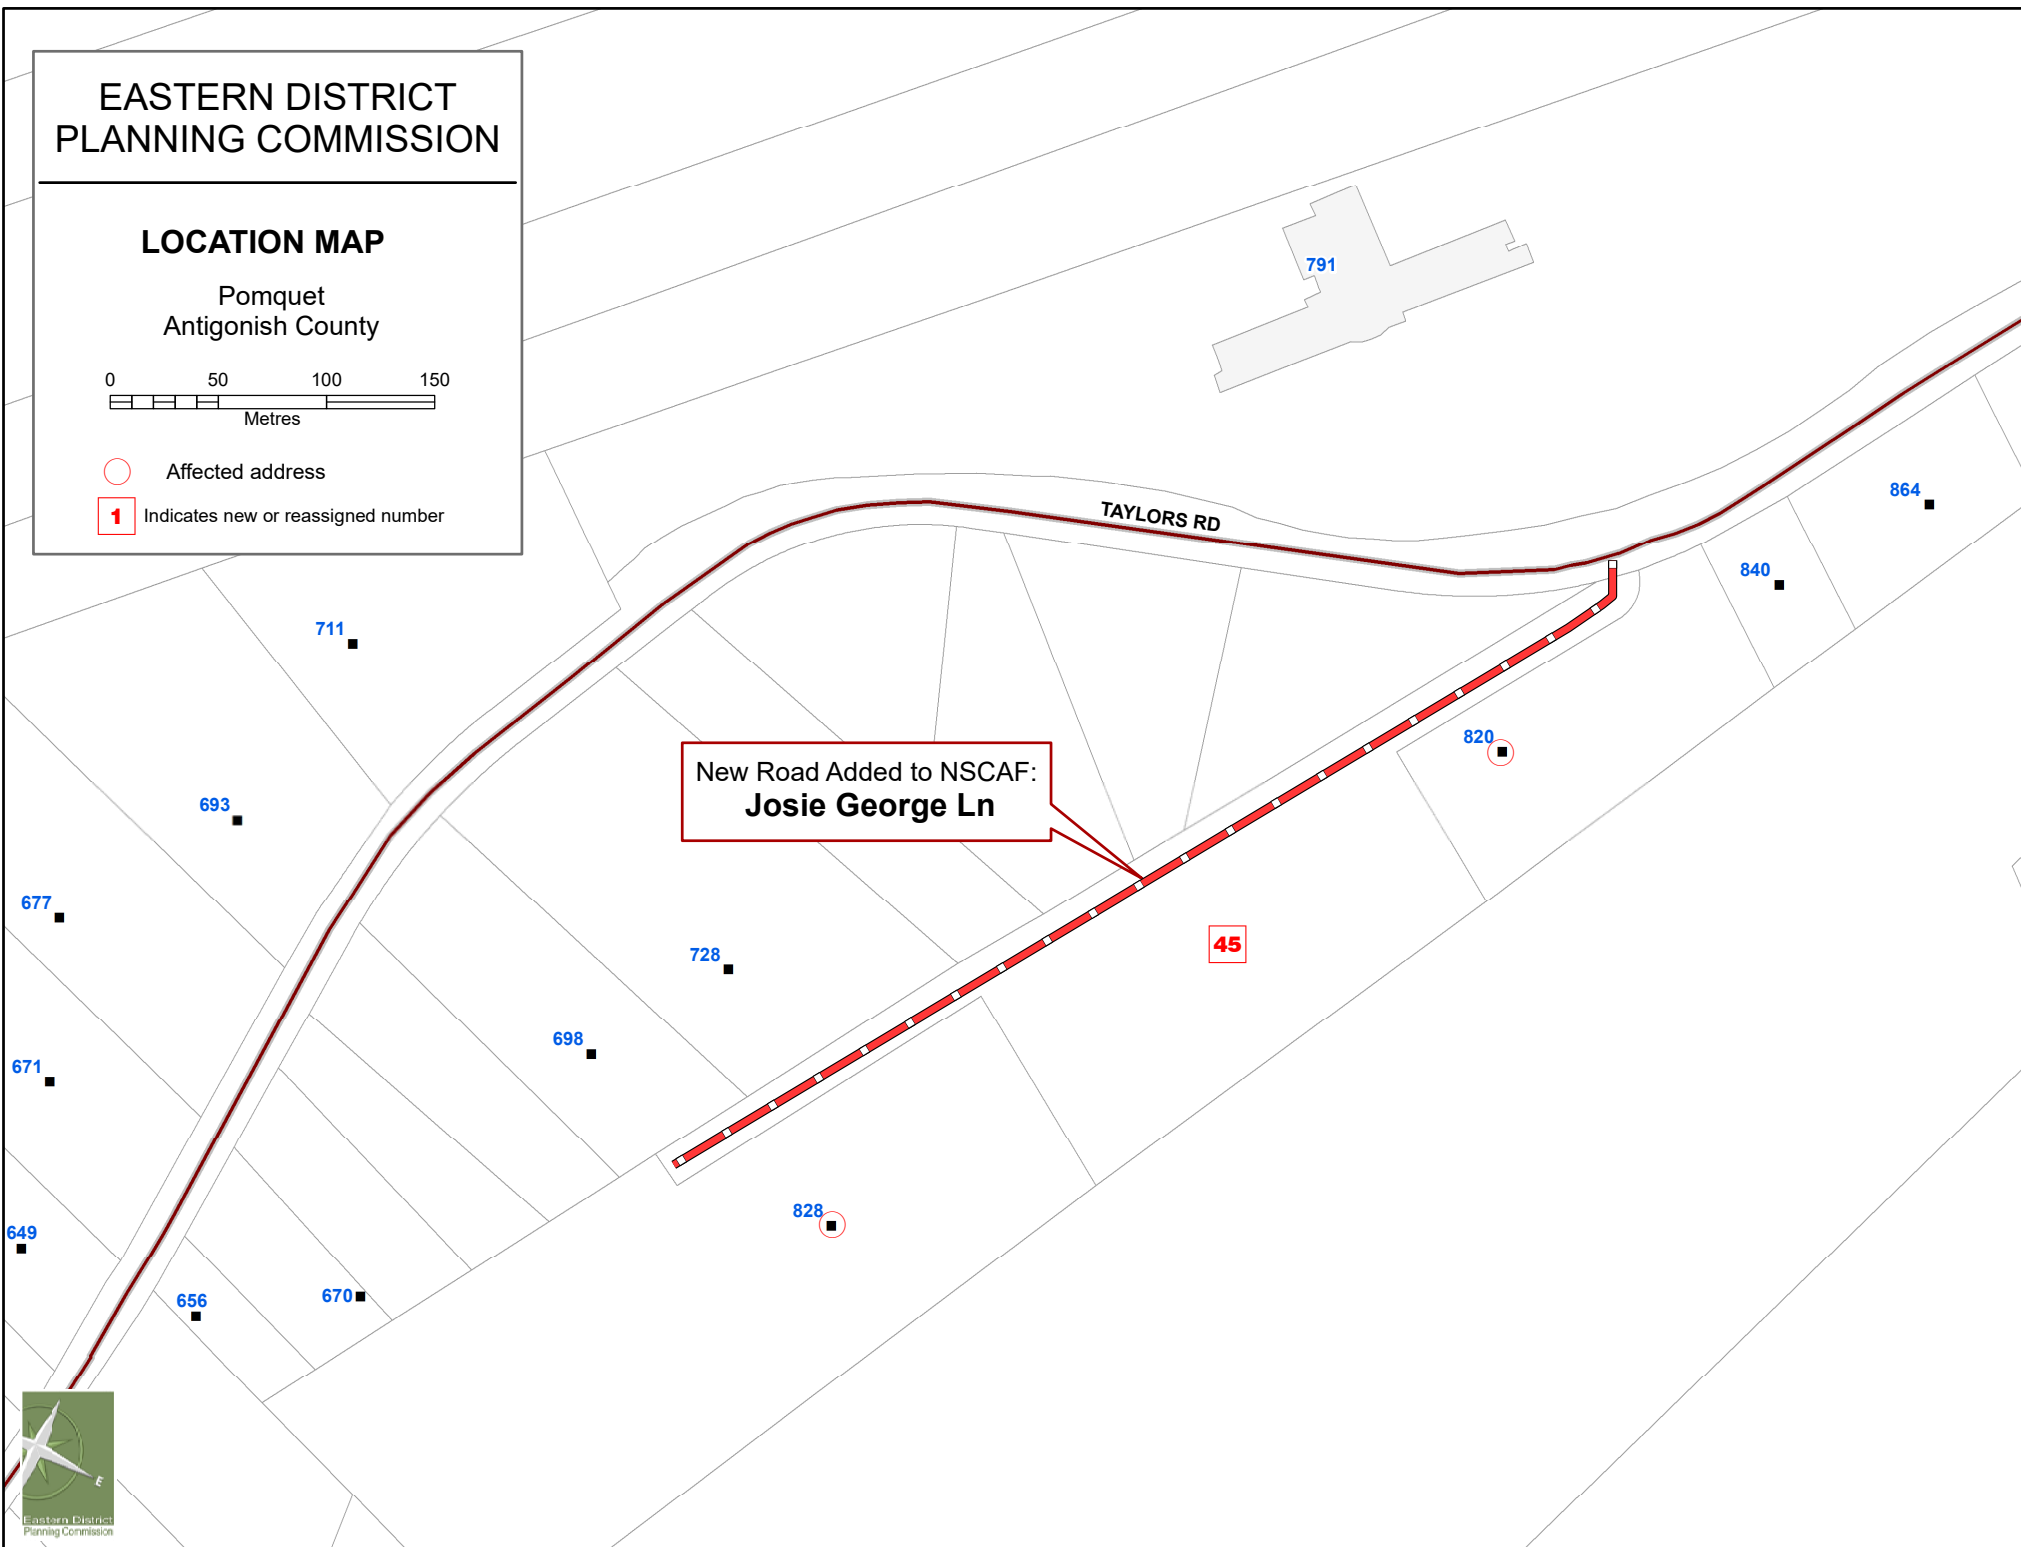 EASTERN DISTRICT
PLANNING COMMISSION
LOCATION MAP
Pomquet
Antigonish County
0 50 100 150
Metres
Affected address
1 Indicates new or reassigned number
791
TAYLORS RD
864
840
711
820
New Road Added to NSCAF:
Josie George Ln
693
677
45
728
698
671
828
649
670
656
E
Eastern District
Planning Commission